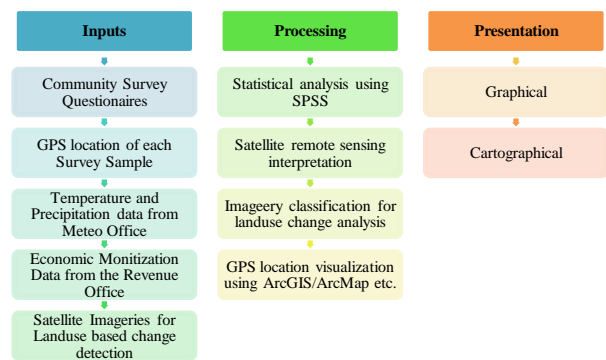 Inputs
Community Survey
Questionaires
GPS location of each
Survey Sample
Temperature and
Precipitation data from
Meteo Office
Economic Monitization
Data from the Revenue
Office
Satellite Imageries for
Landuse based change
detection
Processing
Statistical analysis using
SPSS
Satellite remote sensing
interpretation
Imageery classification for
landuse change analysis
GPS location visualization
using ArcGIS/ArcMap etc.
Presentation
Graphical
Cartographical